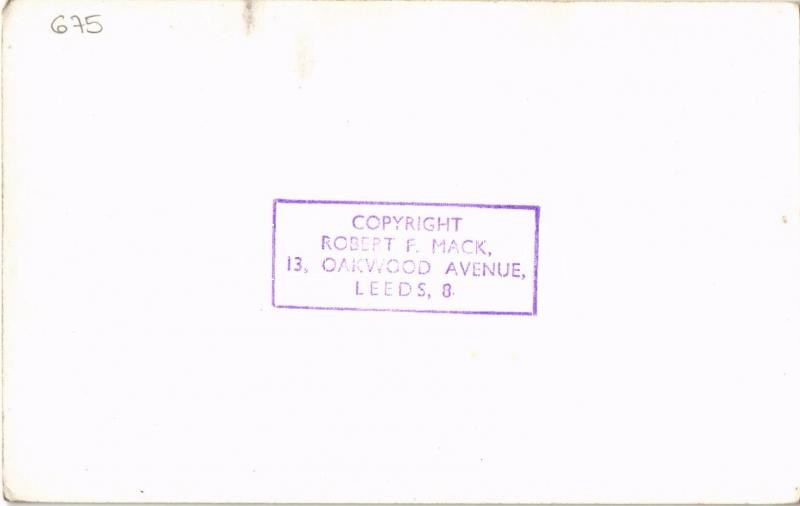 675
COPYRIGHT
ROBERT F. MACK,
13, OAKWOOD AVENUE,
LEEDS, 8.